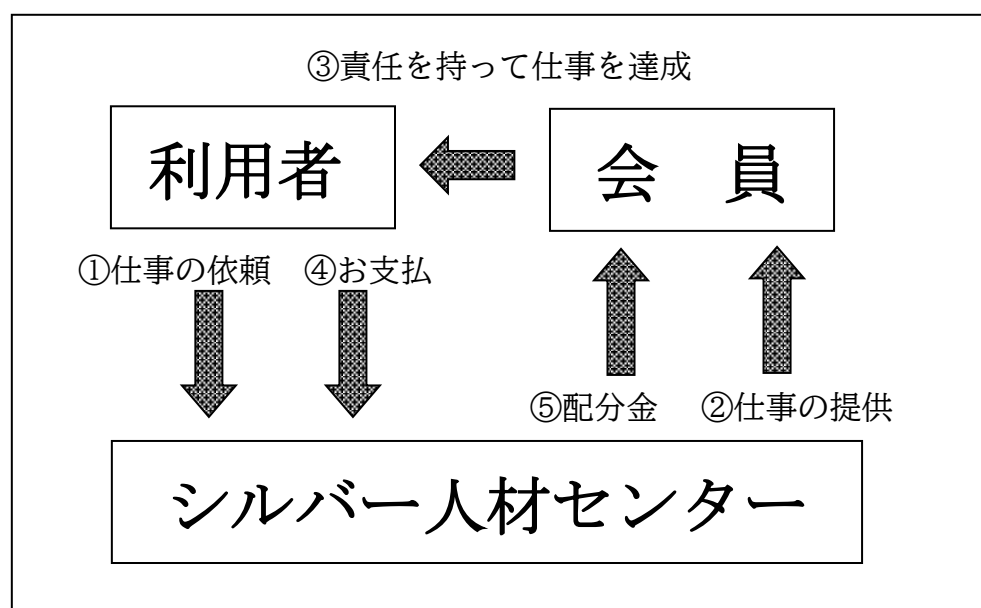 ③責任を持って仕事を達成
利用者
会　員
①仕事の依頼　④お支払
⑤配分金　②仕事の提供
シルバー人材センター